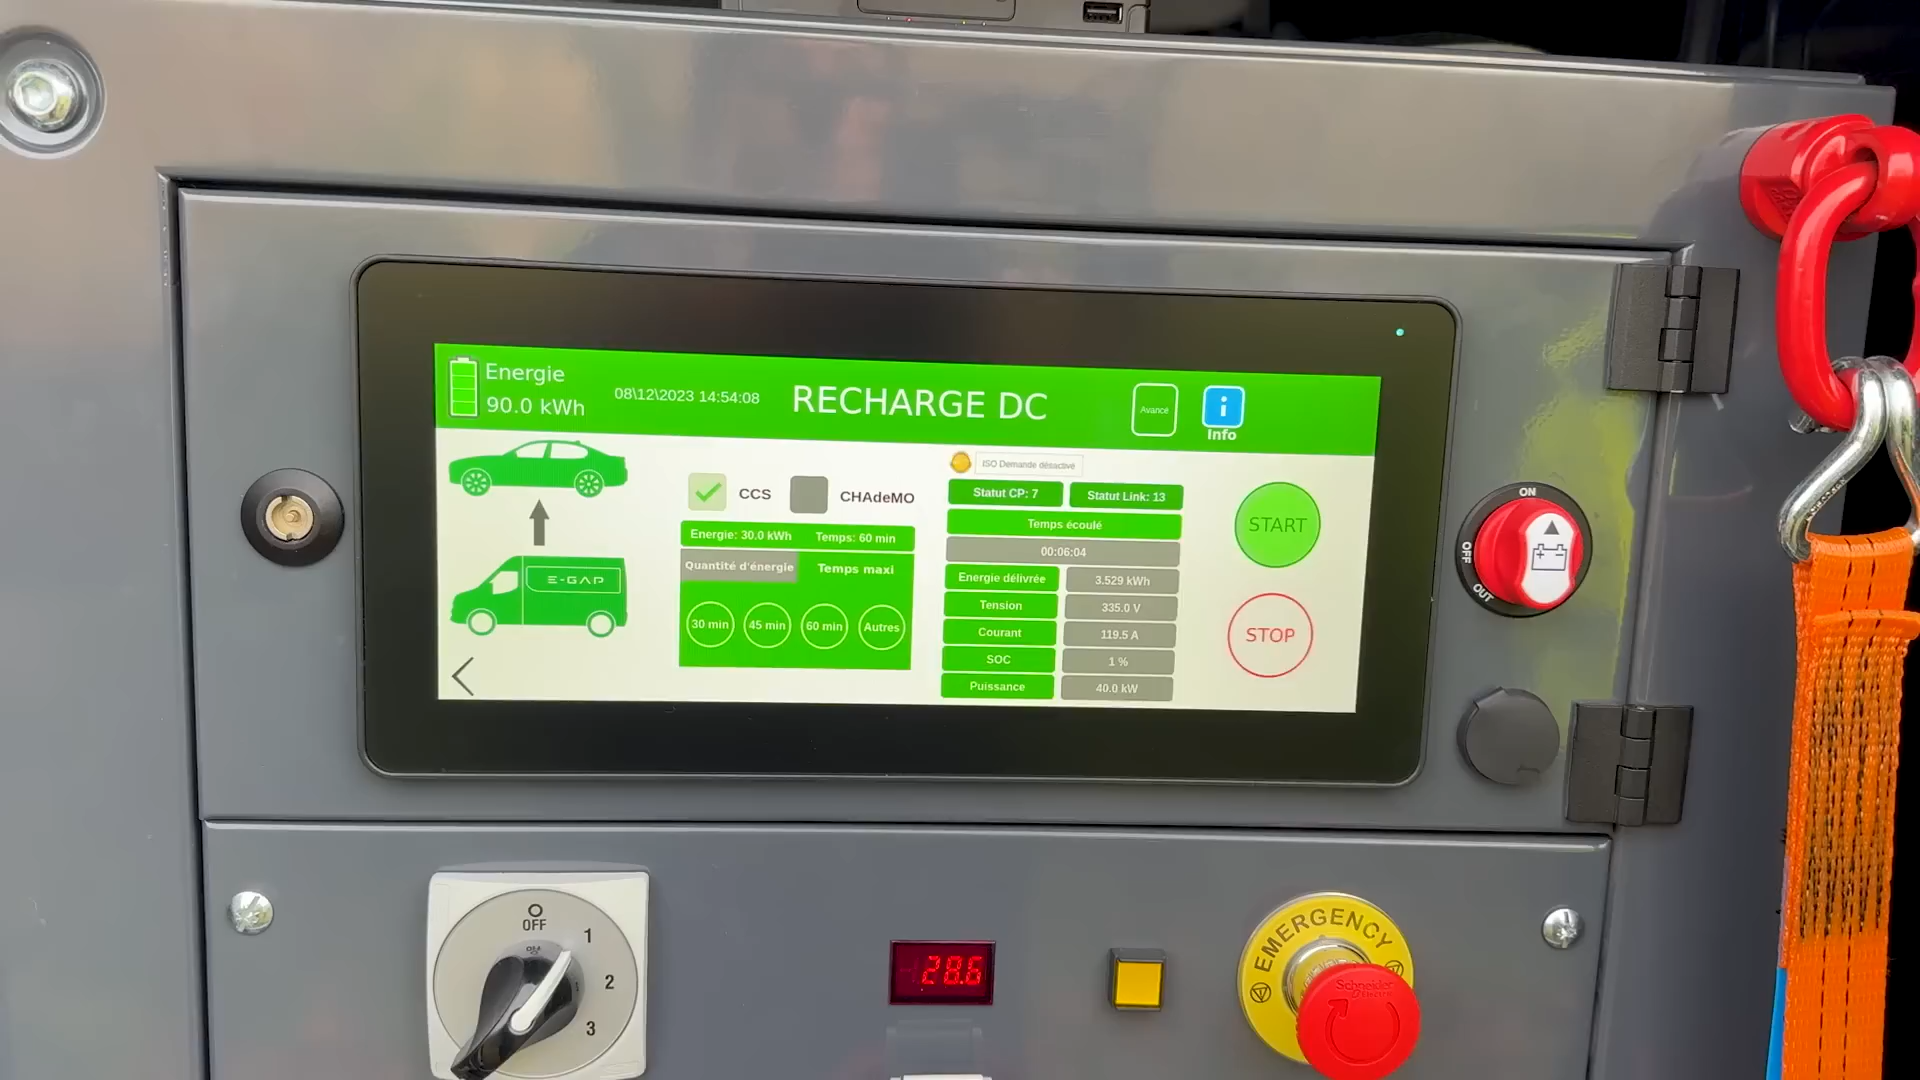 Energie
90.0 kWh
08\12\2023 14:54:08
RECHARGE DC
Avancé
i
Info
CCS
CHAdeMO
ISO Demande désactivé
Statut CP: 7
Statut Link: 13
Temps écoulé
00:06:04
Energie: 30.0 kWh
Temps: 60 min
Quantité d'énergie
Temps maxi
30 min
45 min
60 min
Autres
E-GAP
Energie délivrée
3.529 kWh
Tension
335.0 V
Courant
119.5 A
SOC
1 %
Puissance
40.0 kW
START
STOP
ON
OFF
OUT
O
OFF
1
2
3
28.6
EMERGENCY
Schneider
Electric